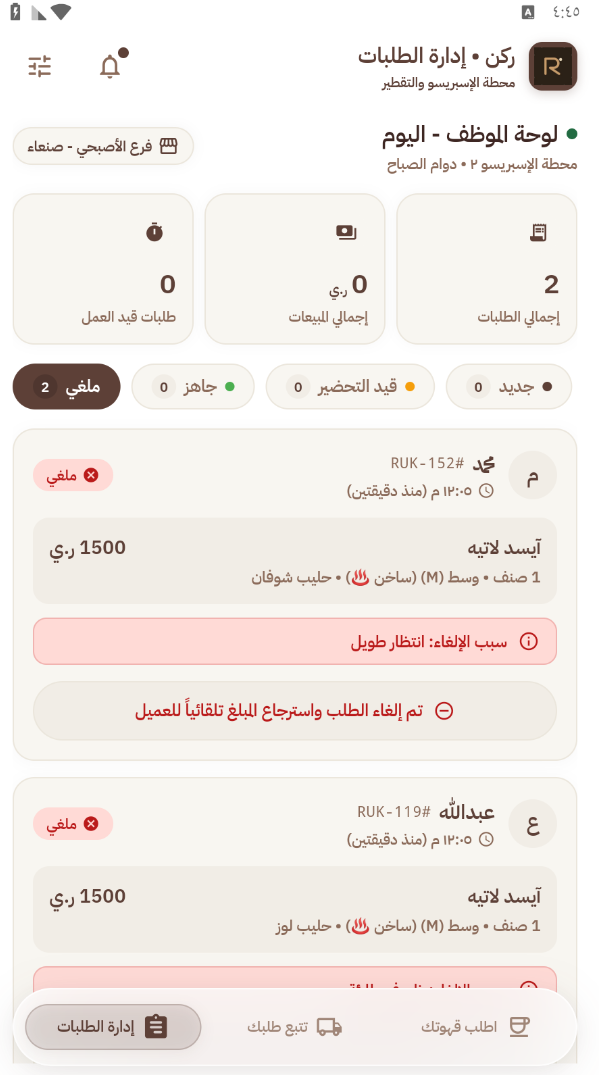 ٤:٤٥
A
R
ركن • إدارة الطلبات
محطة الإسبريسو والتقطير
لوحة الموظف - اليوم
محطة الإسبريسو ٢ • دوام الصباح
فرع الأصبحي - صنعاء
2
إجمالي الطلبات
0 ر.ي
إجمالي المبيعات
0
طلبات قيد العمل
جديد 0
قيد التحضير 0
جاهز 0
ملغي 2
م
محمد #RUK-152
١٢:٠٥ م (منذ دقيقتين)
ملغي
آيسد لاتيه
1500 ر.ي
1 صنف • وسط (M) (ساخن ♨️) • حليب شوفان
سبب الإلغاء: انتظار طويل
تم إلغاء الطلب واسترجاع المبلغ تلقائياً للعميل
ع
عبدالله #RUK-119
١٢:٠٥ م (منذ دقيقتين)
ملغي
آيسد لاتيه
1500 ر.ي
1 صنف • وسط (M) (ساخن ♨️) • حليب لوز
اطلب قهوتك
تتبع طلبك
إدارة الطلبات